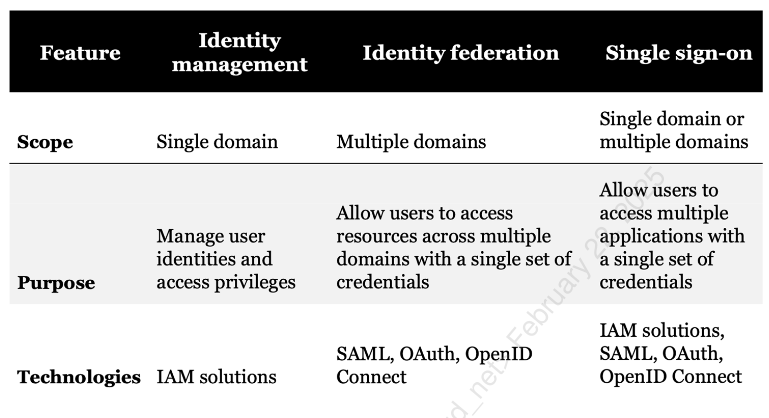 Feature
Identity
management
Identity federation
Single sign-on
Scope
Single domain
Multiple domains
Single domain or
multiple domains
Purpose
Manage user
identities and
access privileges
Allow users to access
resources across multiple
domains with a single set of
credentials
Allow users to
access multiple
applications with
a single set of
credentials
Technologies
IAM solutions
SAML, OAuth, OpenID
Connect
IAM solutions,
SAML, OAuth,
OpenID Connect
February 2025